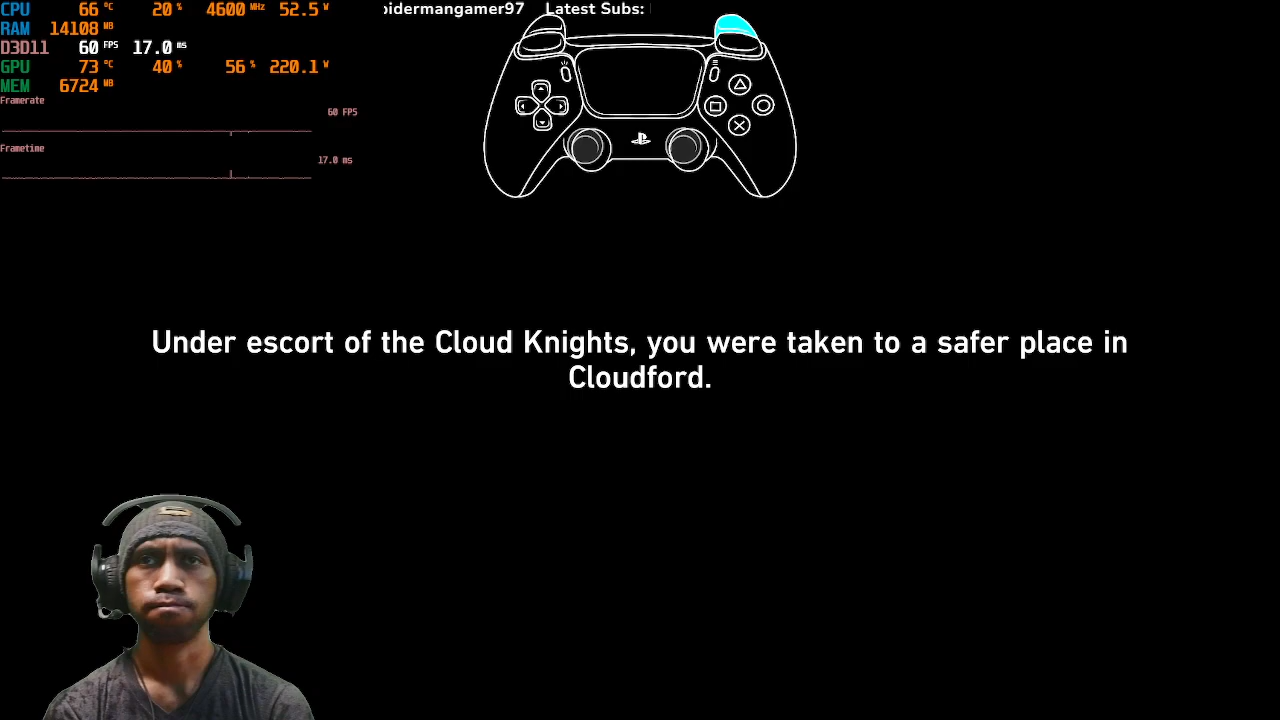 CPU 66 °C 20 % 4600 MHz 52.5 W
RAM 14108 MB
D3D11 60 FPS 17.0 ms
GPU 73 °C 40 % 56 % 220.1 W
MEM 6724 MB
Framerate
60 FPS
Frametime
17.0 ms
oidermangamer97 Latest Subs:
Under escort of the Cloud Knights, you were taken to a safer place in
Cloudford.